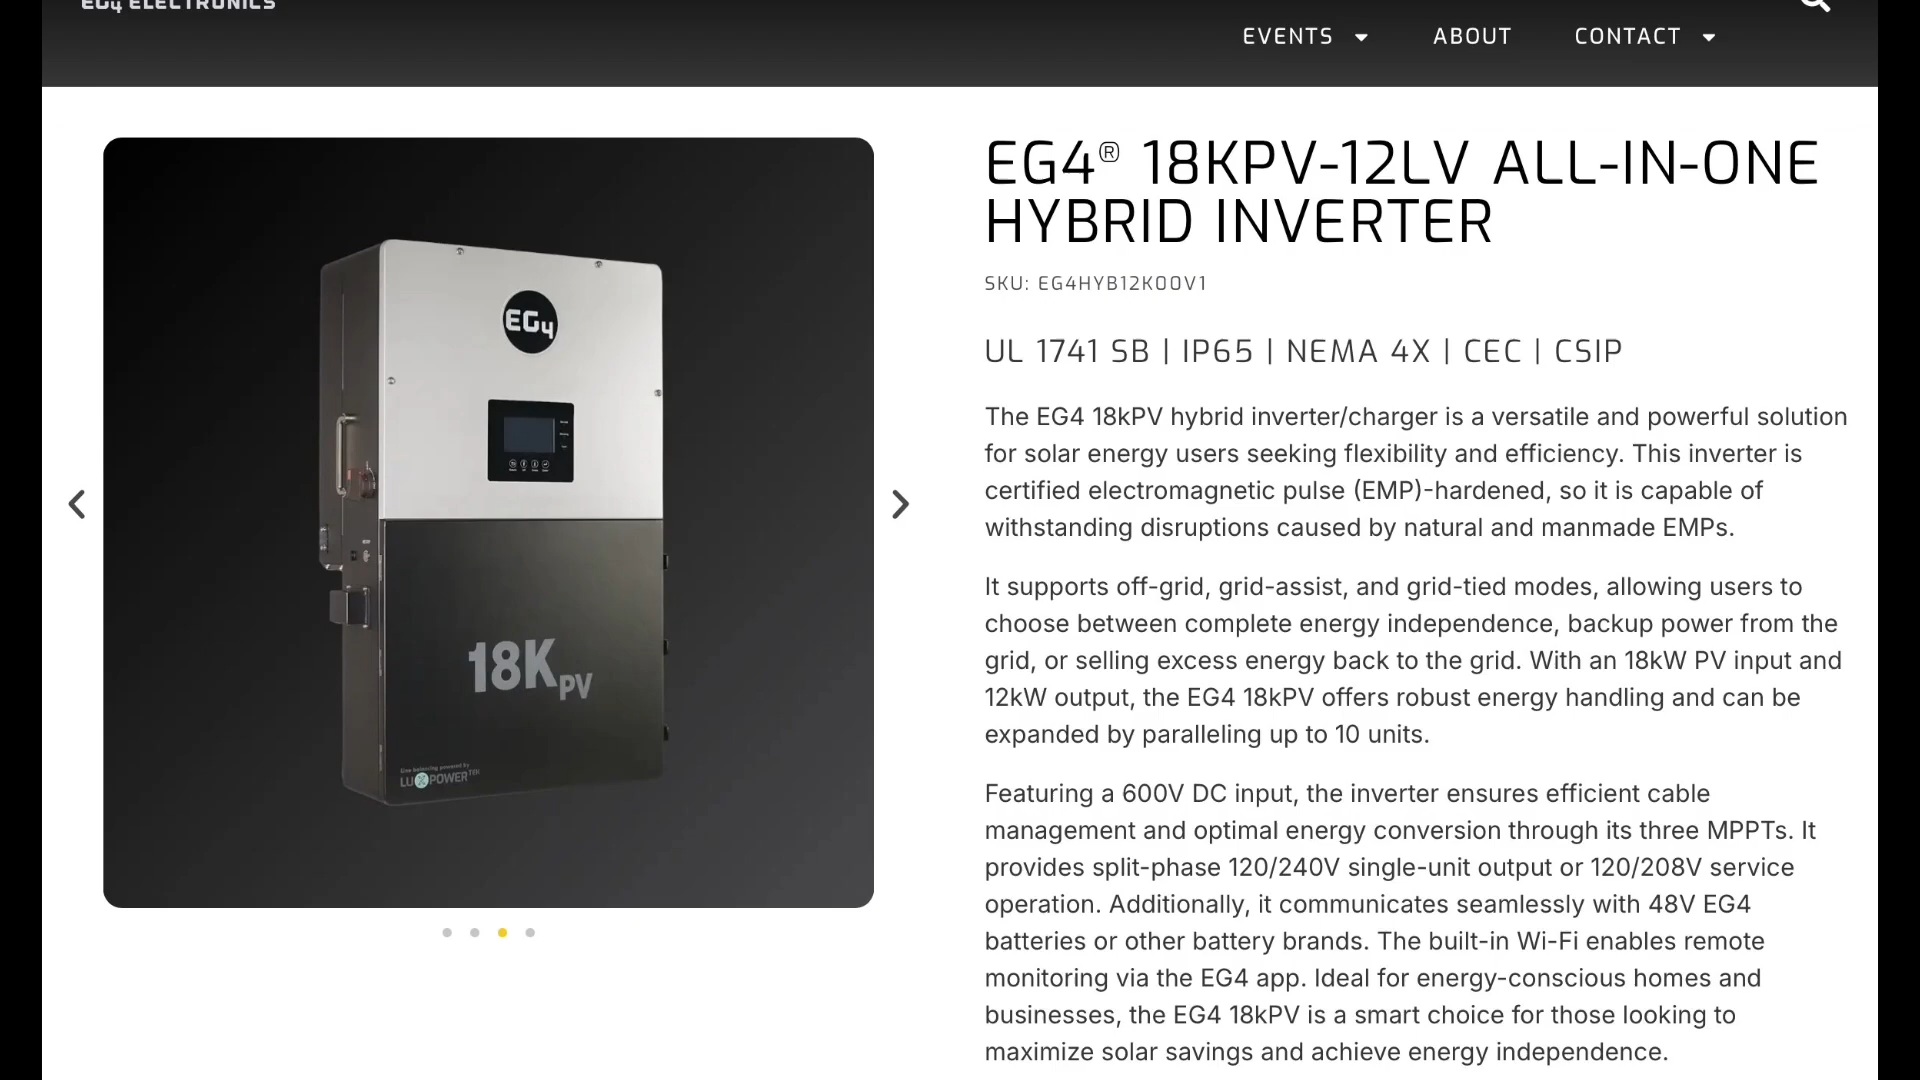 EG4 ELECTRONICS
EVENTS
ABOUT
CONTACT
EG4® 18KPV-12LV ALL-IN-ONE
HYBRID INVERTER
SKU: EG4HYB12K00V1
UL 1741 SB | IP65 | NEMA 4X | CEC | CSIP
The EG4 18kPV hybrid inverter/charger is a versatile and powerful solution
for solar energy users seeking flexibility and efficiency. This inverter is
certified electromagnetic pulse (EMP)-hardened, so it is capable of
withstanding disruptions caused by natural and manmade EMPs.
It supports off-grid, grid-assist, and grid-tied modes, allowing users to
choose between complete energy independence, backup power from the
grid, or selling excess energy back to the grid. With an 18kW PV input and
12kW output, the EG4 18kPV offers robust energy handling and can be
expanded by paralleling up to 10 units.
Featuring a 600V DC input, the inverter ensures efficient cable
management and optimal energy conversion through its three MPPTs. It
provides split-phase 120/240V single-unit output or 120/208V service
operation. Additionally, it communicates seamlessly with 48V EG4
batteries or other battery brands. The built-in Wi-Fi enables remote
monitoring via the EG4 app. Ideal for energy-conscious homes and
businesses, the EG4 18kPV is a smart choice for those looking to
maximize solar savings and achieve energy independence.
EG4
18KPV
LUXPOWERTEK